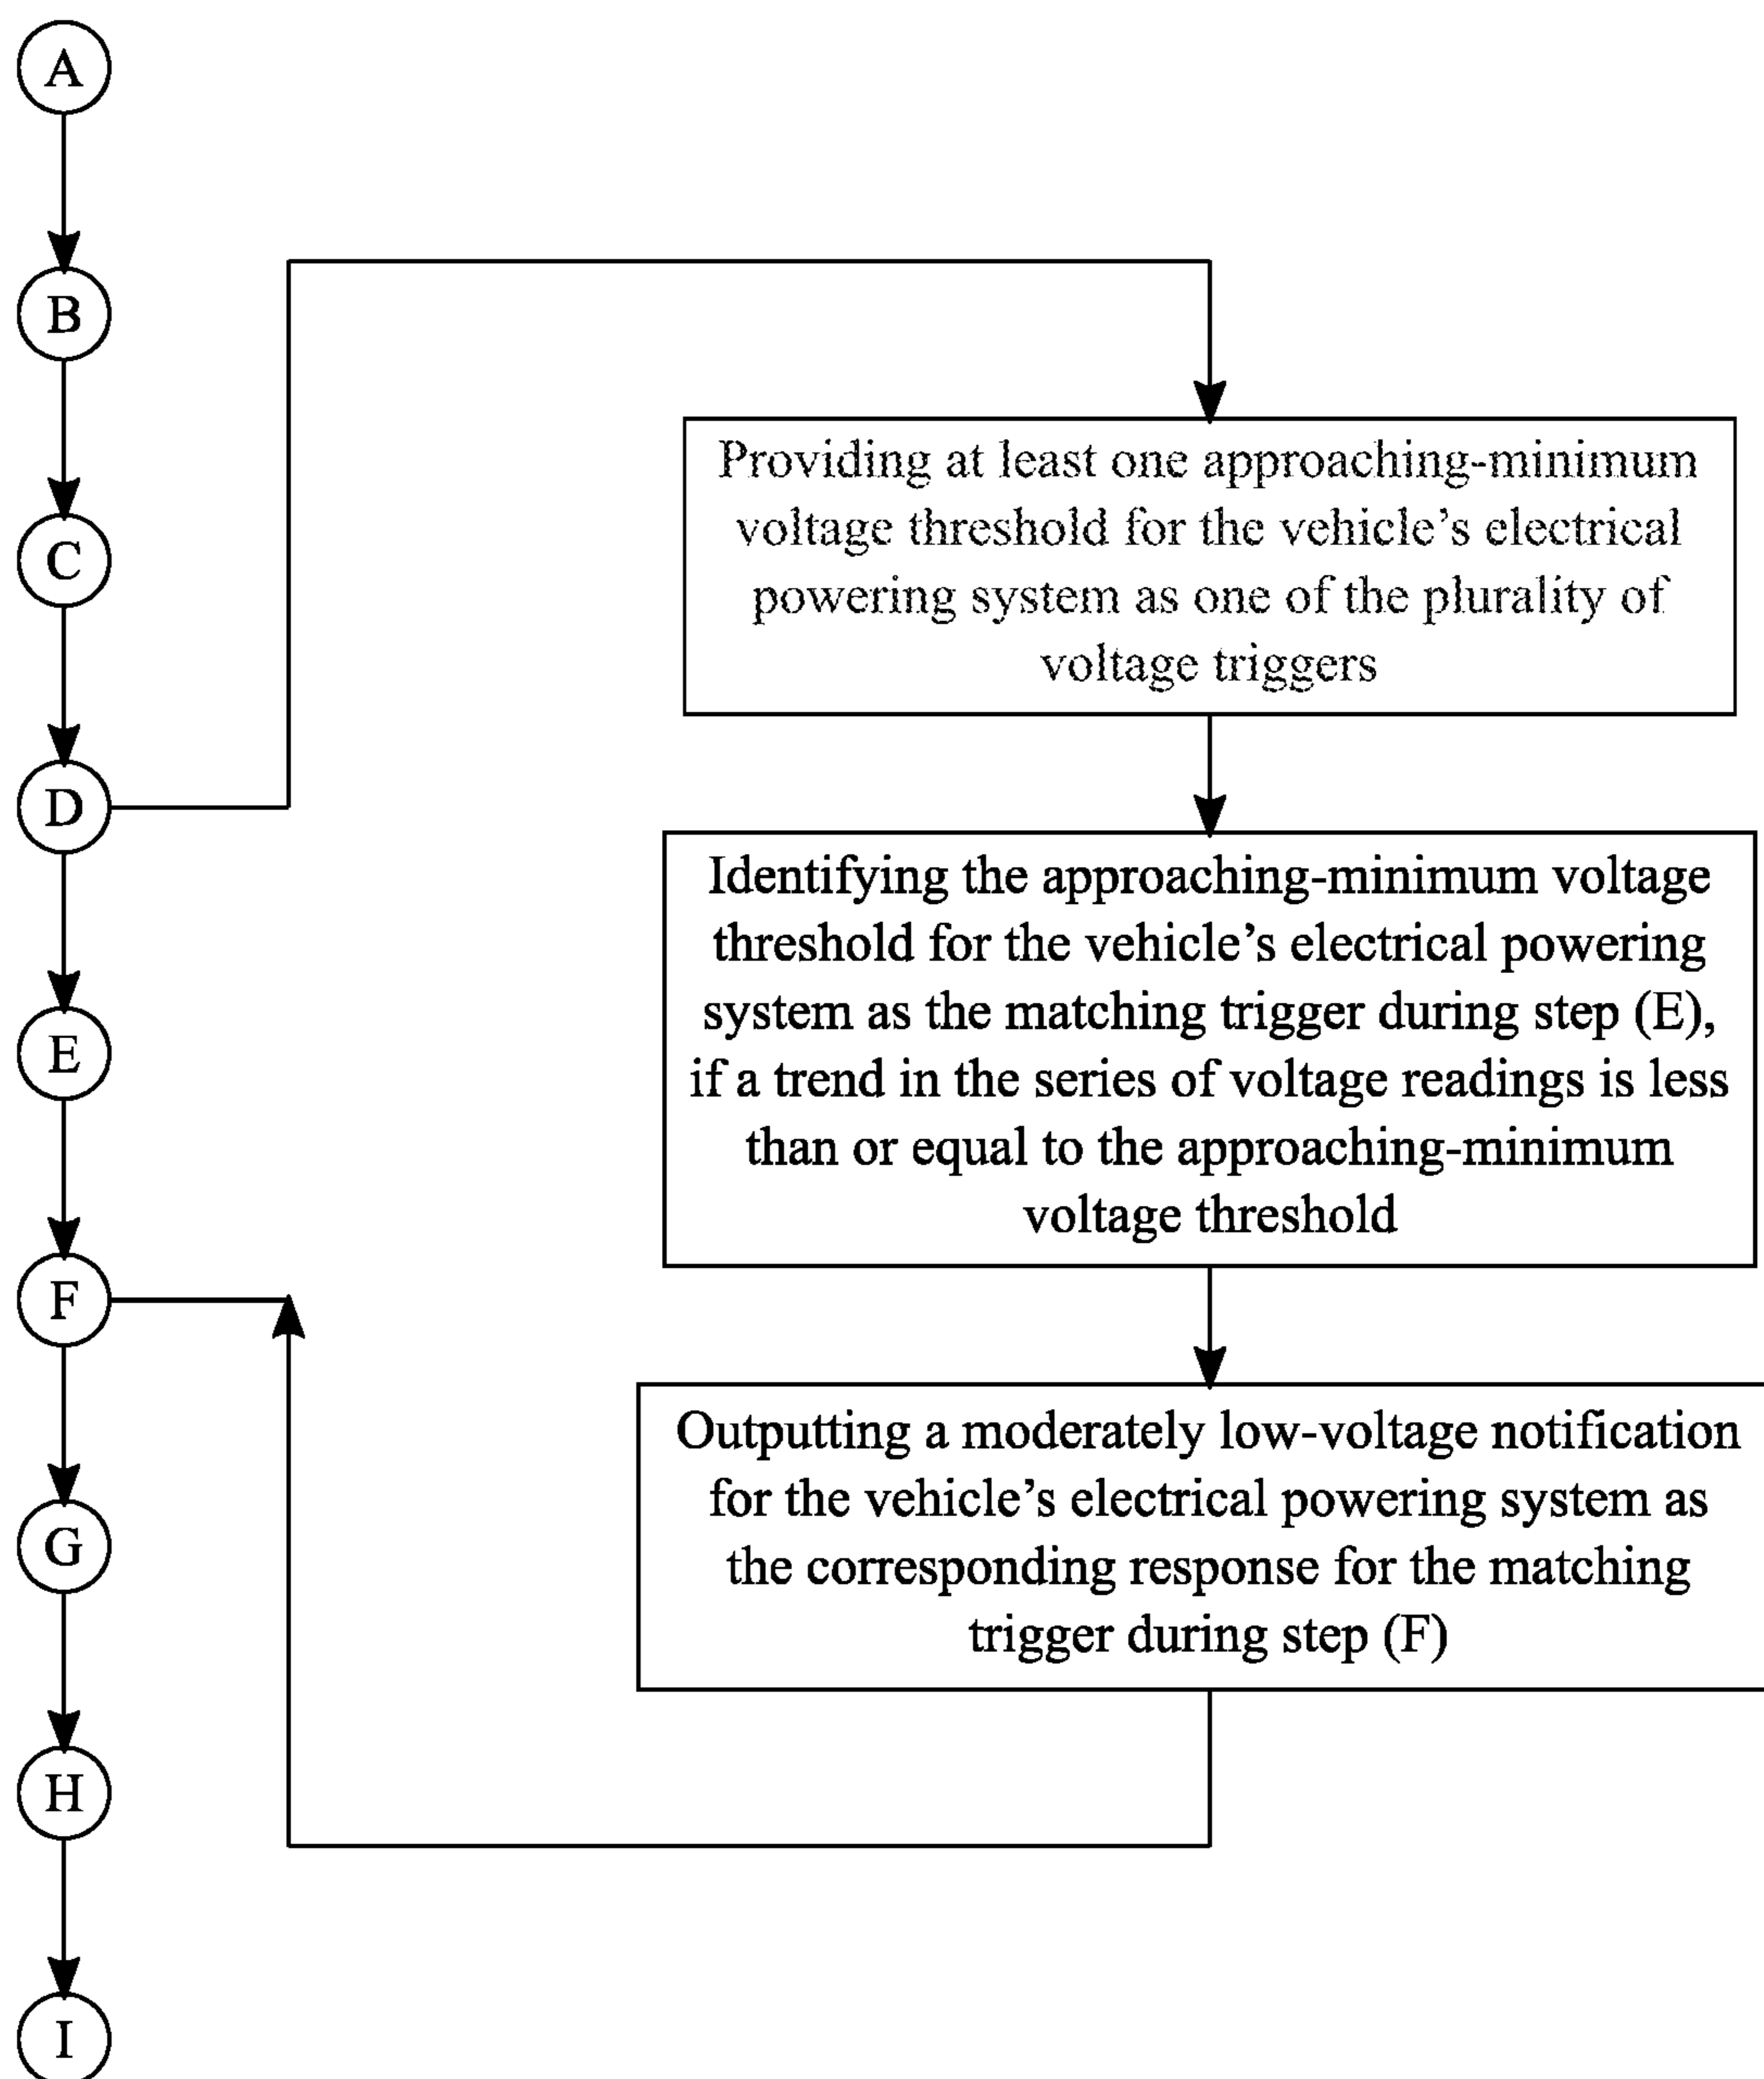 A
B
C
D
E
F
G
H
I
Providing at least one approaching-minimum
voltage threshold for the vehicle’s electrical
powering system as one of the plurality of
voltage triggers
Identifying the approaching-minimum voltage
threshold for the vehicle’s electrical powering
system as the matching trigger during step (E),
if a trend in the series of voltage readings is less
than or equal to the approaching-minimum
voltage threshold
Outputting a moderately low-voltage notification
for the vehicle’s electrical powering system as
the corresponding response for the matching
trigger during step (F)